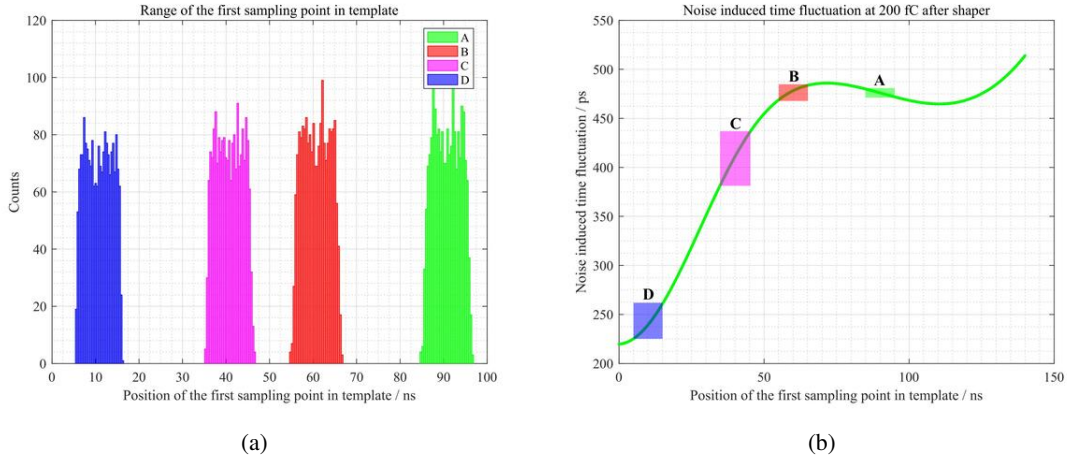 Range of the first sampling point in template
120
100
80
60
40
20
0
Counts
A
B
C
D
0 10 20 30 40 50 60 70 80 90 100
Position of the first sampling point in template / ns
(a)
Noise induced time fluctuation at 200 fC after shaper
550
500
450
400
350
300
250
200
Noise induced time fluctuation / ps
B
A
C
D
0 50 100 150
Position of the first sampling point in template / ns
(b)